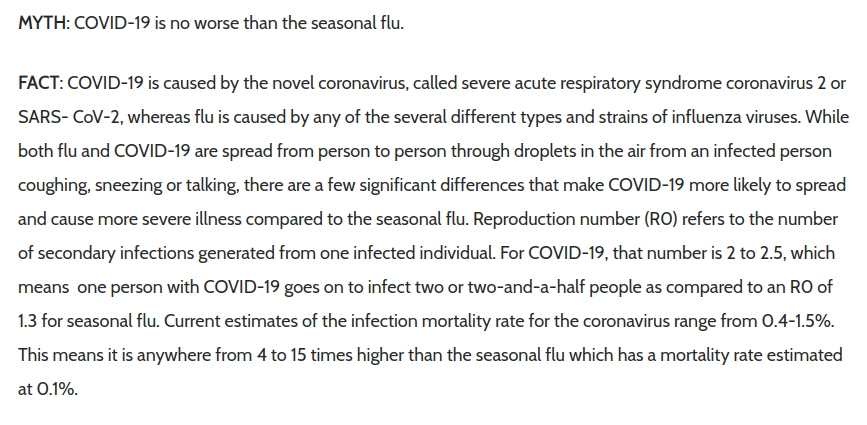 MYTH: COVID-19 is no worse than the seasonal flu.
FACT: COVID-19 is caused by the novel coronavirus, called severe acute respiratory syndrome coronavirus 2 or
SARS- CoV-2, whereas flu is caused by any of the several different types and strains of influenza viruses. While
both flu and COVID-19 are spread from person to person through droplets in the air from an infected person
coughing, sneezing or talking, there are a few significant differences that make COVID-19 more likely to spread
and cause more severe illness compared to the seasonal flu. Reproduction number (R0) refers to the number
of secondary infections generated from one infected individual. For COVID-19, that number is 2 to 2.5, which
means  one person with COVID-19 goes on to infect two or two-and-a-half people as compared to an R0 of
1.3 for seasonal flu. Current estimates of the infection mortality rate for the coronavirus range from 0.4-1.5%.
This means it is anywhere from 4 to 15 times higher than the seasonal flu which has a mortality rate estimated
at 0.1%.